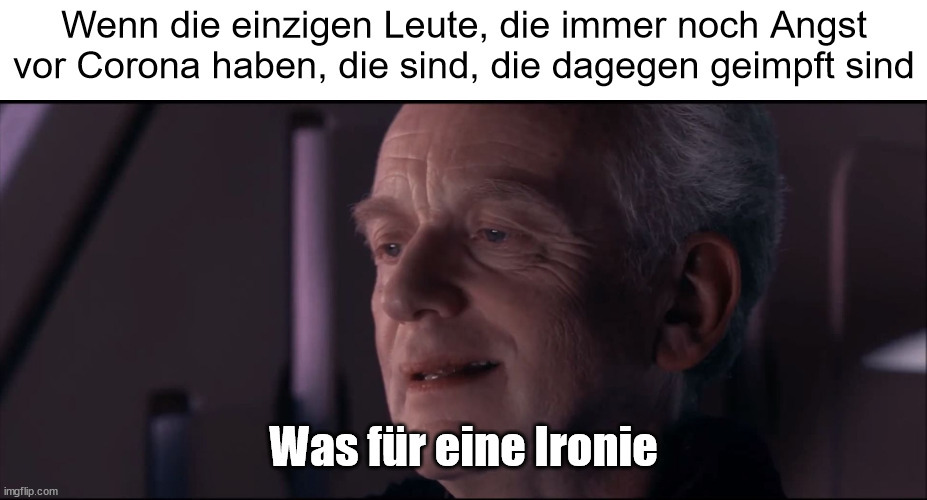 Wenn die einzigen Leute, die immer noch Angst
vor Corona haben, die sind, die dagegen geimpft sind
Was für eine Ironie
imgflip.com